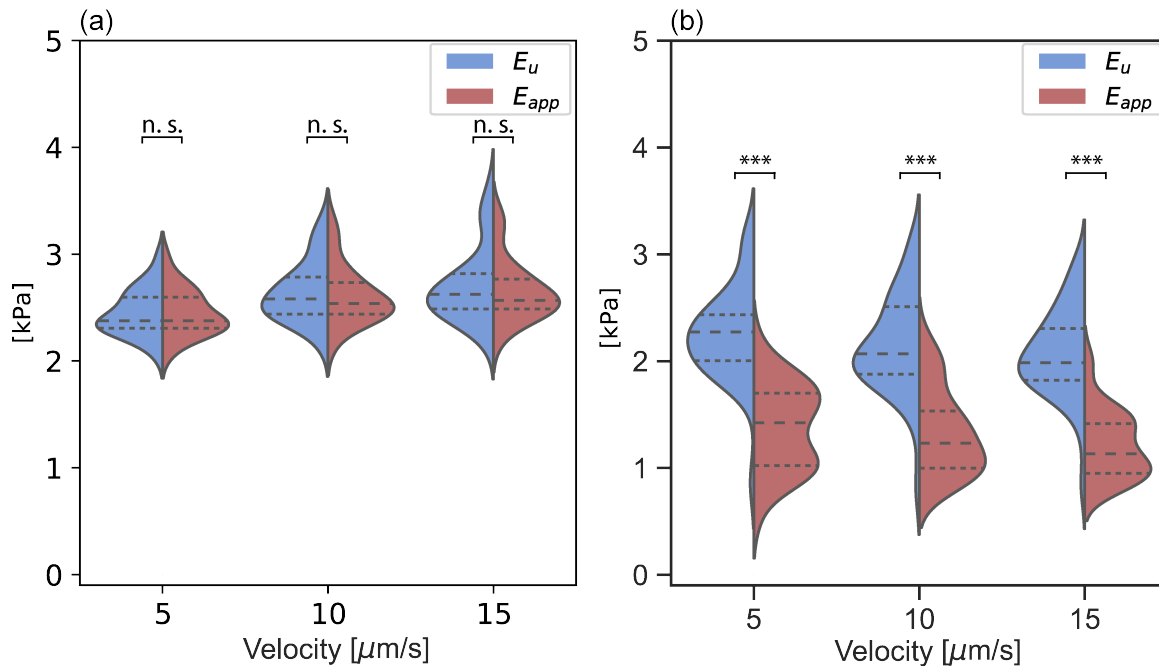 (a)
5
4
3
2
1
0
[kPa]
E_u
E_app
n. s.
n. s.
n. s.
5
10
15
Velocity [μm/s]
(b)
5
4
3
2
1
0
[kPa]
E_u
E_app
***
***
***
5
10
15
Velocity [μm/s]